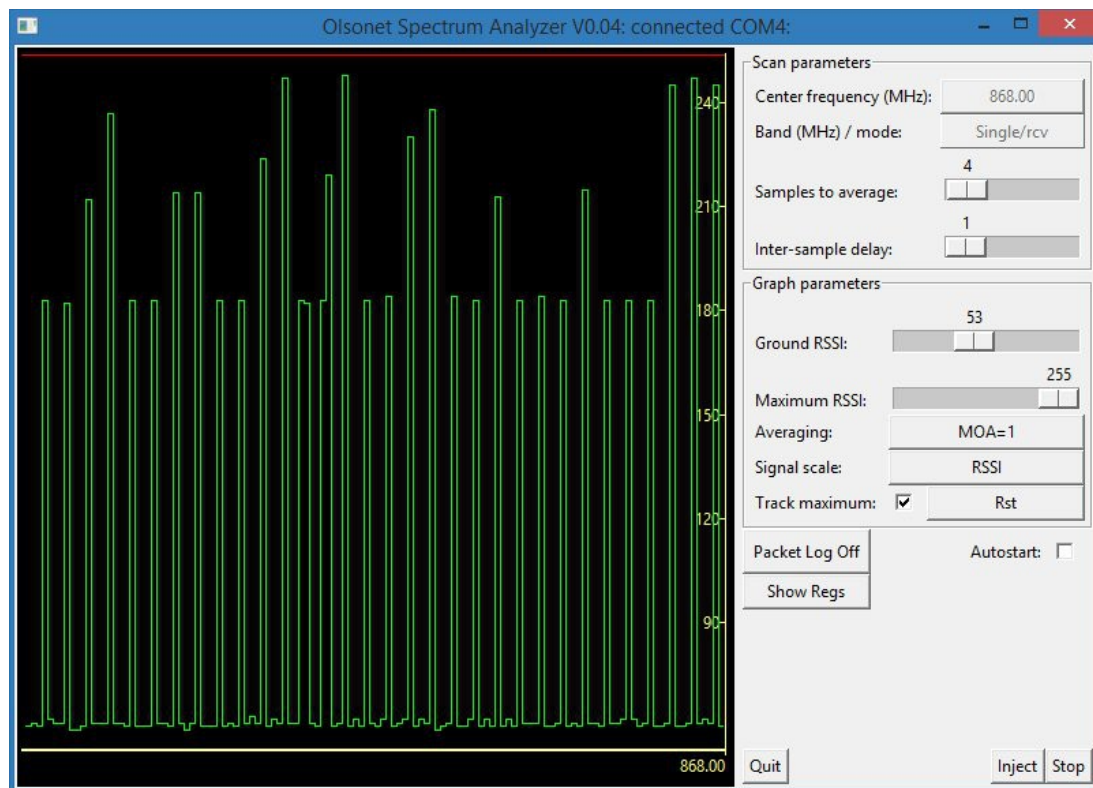 Olsonet Spectrum Analyzer V0.04: connected COM4:
240
210
180
150
120
90
868.00
Scan parameters
Center frequency (MHz): 868.00
Band (MHz) / mode: Single/rcv
4
Samples to average:
1
Inter-sample delay:
Graph parameters
53
Ground RSSI:
255
Maximum RSSI:
Averaging: MOA=1
Signal scale: RSSI
Track maximum: Rst
Packet Log Off Autostart:
Show Regs
Quit Inject Stop